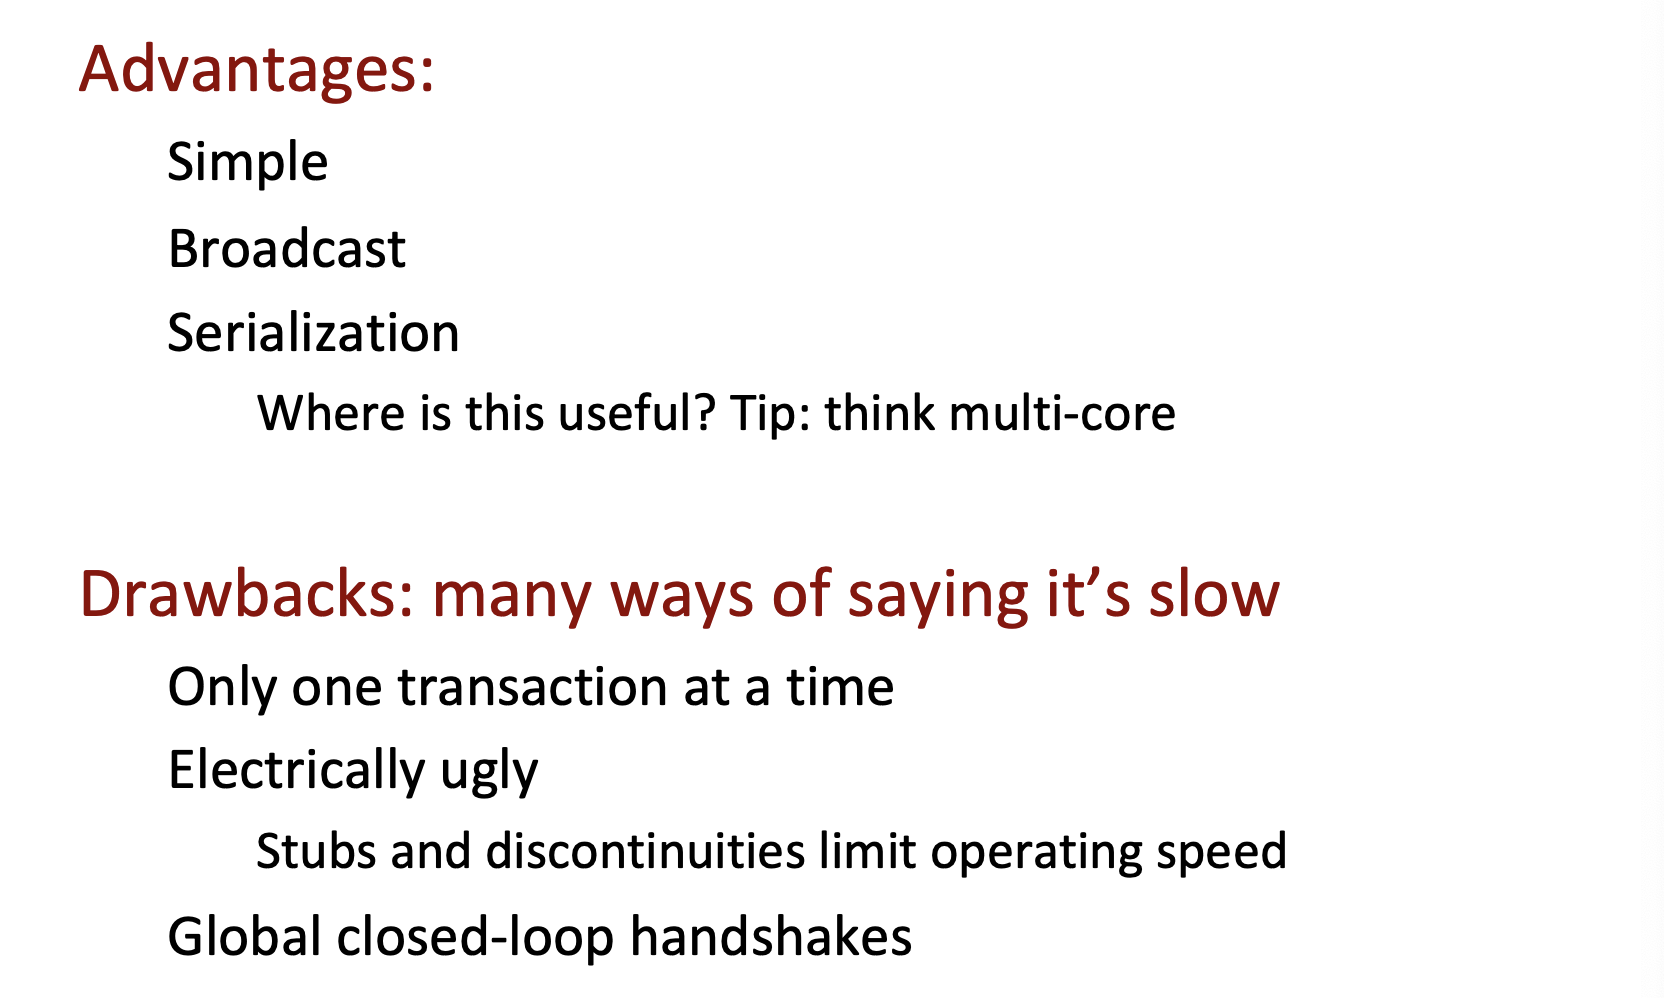 Advantages:
Simple
Broadcast
Serialization
Where is this useful? Tip: think multi-core
Drawbacks: many ways of saying it’s slow
Only one transaction at a time
Electrically ugly
Stubs and discontinuities limit operating speed
Global closed-loop handshakes